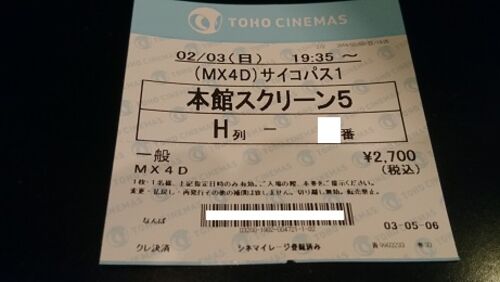 TOHO CINEMAS
02/03(日) 19:35～
(MX4D)サイコパス1
本館スクリーン5
H列 ー 番
一般 ¥2,700
MX4D (税込)
なんば
03-05-06
クレ決済 シネマイレージ登録済み